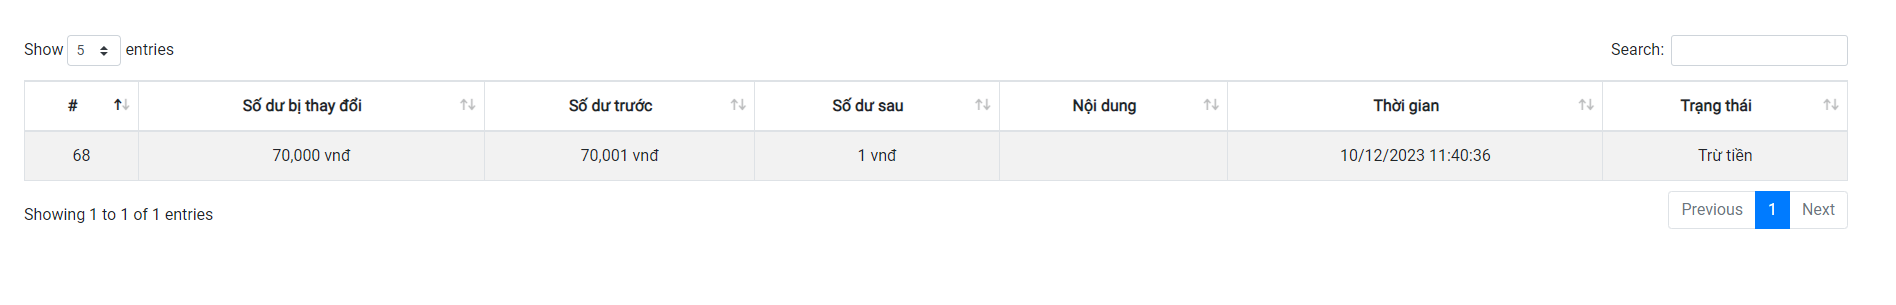 Show 5 entries Search:
# Số dư bị thay đổi Số dư trước Số dư sau Nội dung Thời gian Trạng thái
68 70,000 vnđ 70,001 vnđ 1 vnđ 10/12/2023 11:40:36 Trừ tiền
Showing 1 to 1 of 1 entries Previous 1 Next